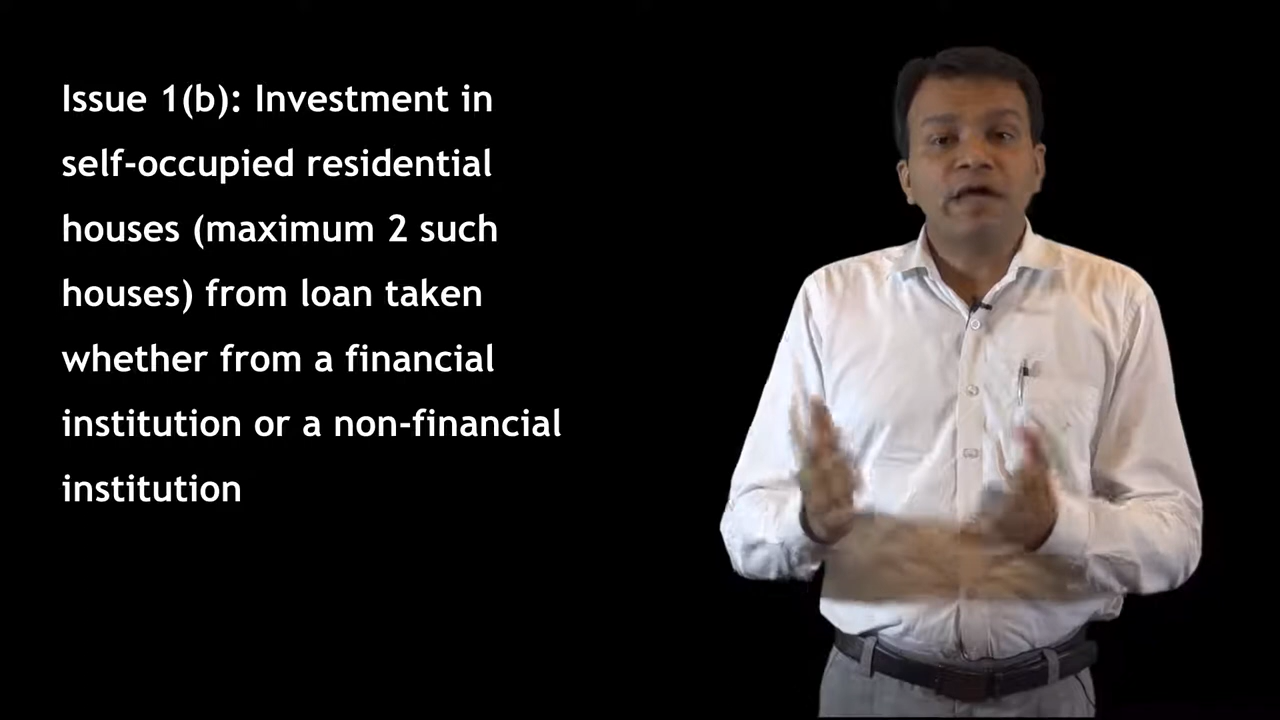 Issue 1(b): Investment in
self-occupied residential
houses (maximum 2 such
houses) from loan taken
whether from a financial
institution or a non-financial
institution